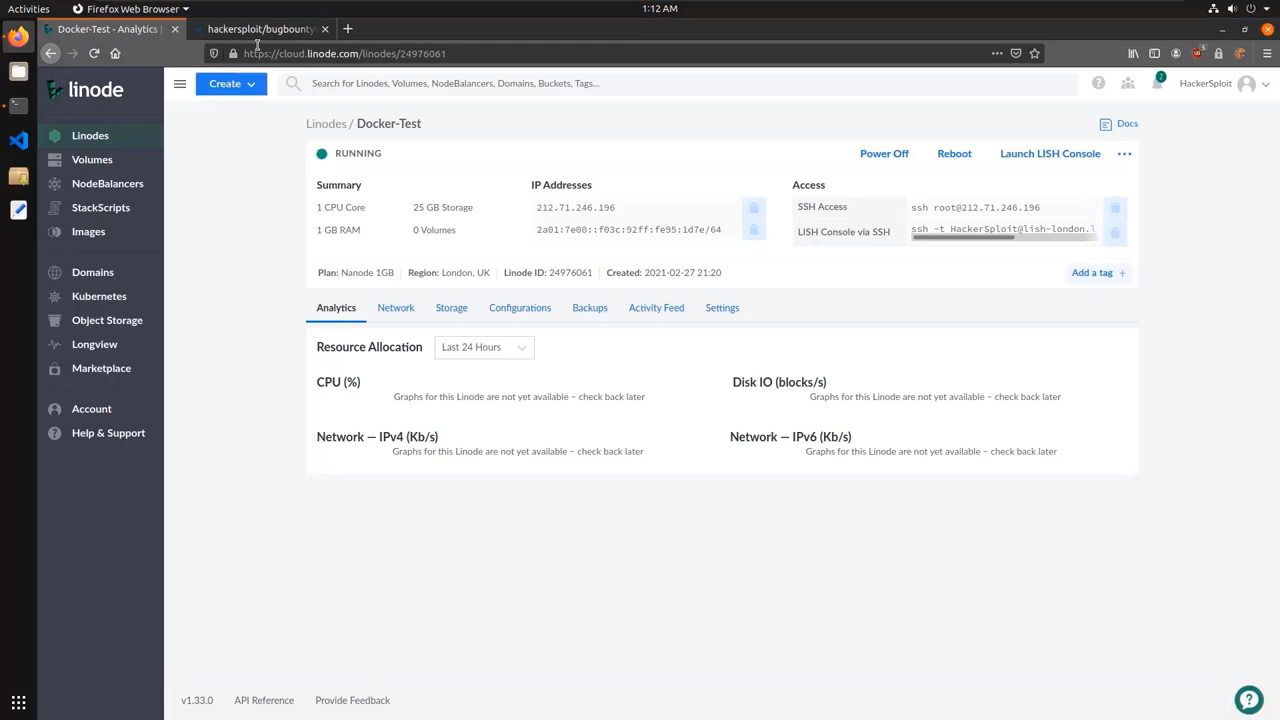 Activities
Firefox Web Browser
1:12 AM
Docker-Test - Analytics
hackersploit/bugbounty
https://cloud.linode.com/linodes/24976061
linode
Create
Search for Linodes, Volumes, NodeBalancers, Domains, Buckets, Tags...
2
HackerSploit
Linodes
Volumes
NodeBalancers
StackScripts
Images
Domains
Kubernetes
Object Storage
Longview
Marketplace
Account
Help & Support
Linodes / Docker-Test
Docs
RUNNING
Power Off
Reboot
Launch LISH Console
Summary
IP Addresses
Access
1 CPU Core
25 GB Storage
212.71.246.196
SSH Access
ssh root@212.71.246.196
1 GB RAM
0 Volumes
2a01:7e00::f03c:92ff:fe95:1d7e/64
LISH Console via SSH
ssh -t HackerSploit@lish-london.l
Plan: Nanode 1GB
Region: London, UK
Linode ID: 24976061
Created: 2021-02-27 21:20
Add a tag +
Analytics
Network
Storage
Configurations
Backups
Activity Feed
Settings
Resource Allocation
Last 24 Hours
CPU (%)
Graphs for this Linode are not yet available – check back later
Disk IO (blocks/s)
Graphs for this Linode are not yet available – check back later
Network — IPv4 (Kb/s)
Graphs for this Linode are not yet available – check back later
Network — IPv6 (Kb/s)
Graphs for this Linode are not yet available – check back later
v1.33.0
API Reference
Provide Feedback